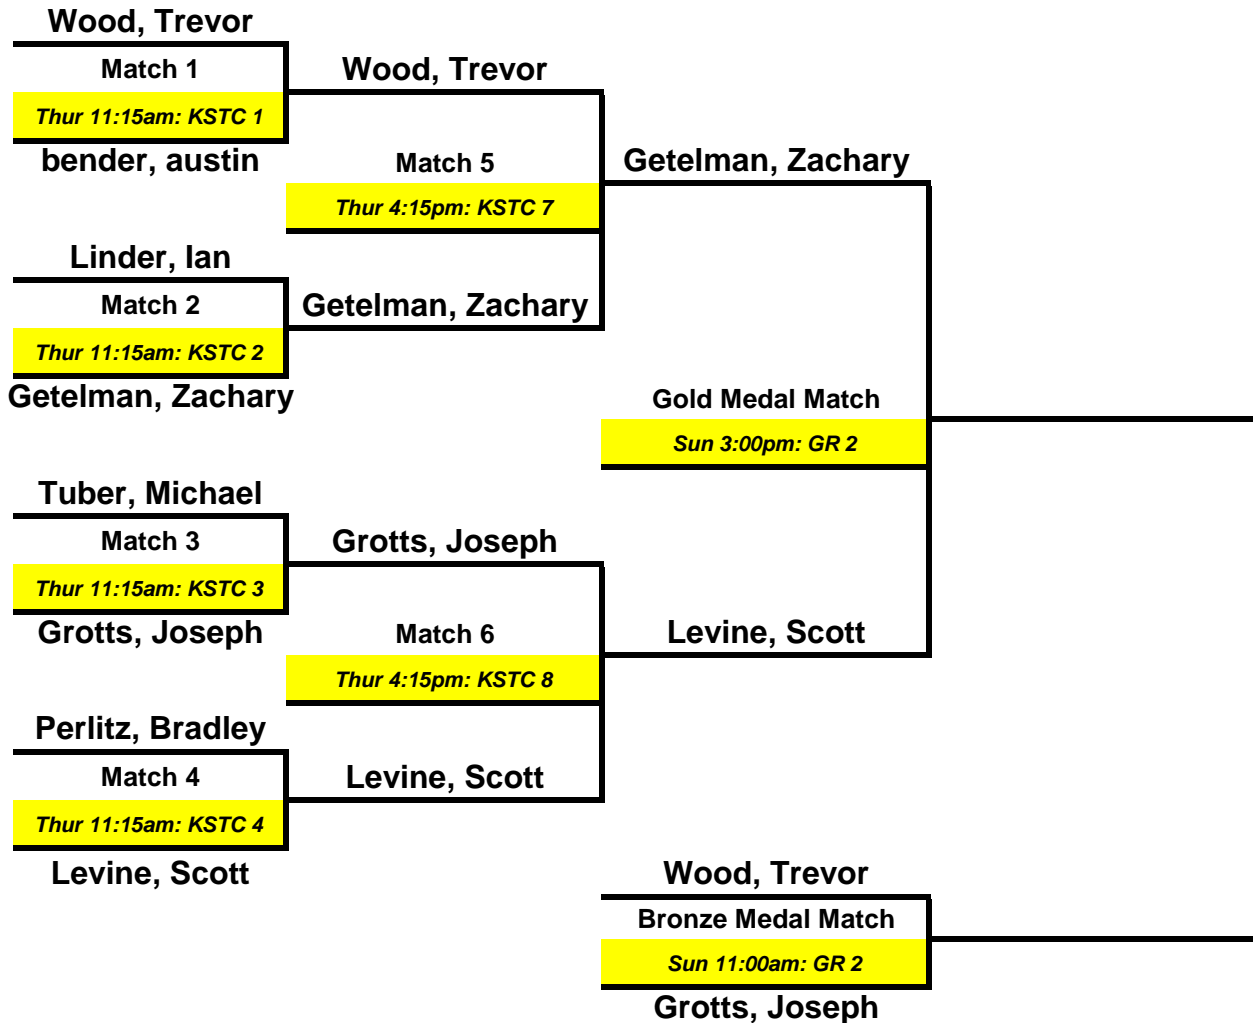 Wood, Trevor
Match 1
Thur 11:15am: KSTC 1
bender, austin
Linder, Ian
Match 2
Thur 11:15am: KSTC 2
Getelman, Zachary
Tuber, Michael
Match 3
Thur 11:15am: KSTC 3
Grotts, Joseph
Perlitz, Bradley
Match 4
Thur 11:15am: KSTC 4
Levine, Scott
Wood, Trevor
Match 5
Thur 4:15pm: KSTC 7
Getelman, Zachary
Grotts, Joseph
Match 6
Thur 4:15pm: KSTC 8
Levine, Scott
Getelman, Zachary
Gold Medal Match
Sun 3:00pm: GR 2
Levine, Scott
Wood, Trevor
Bronze Medal Match
Sun 11:00am: GR 2
Grotts, Joseph